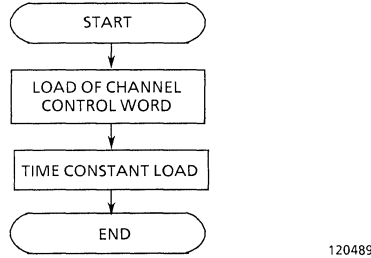 START
LOAD OF CHANNEL
CONTROL WORD
TIME CONSTANT LOAD
END
120489